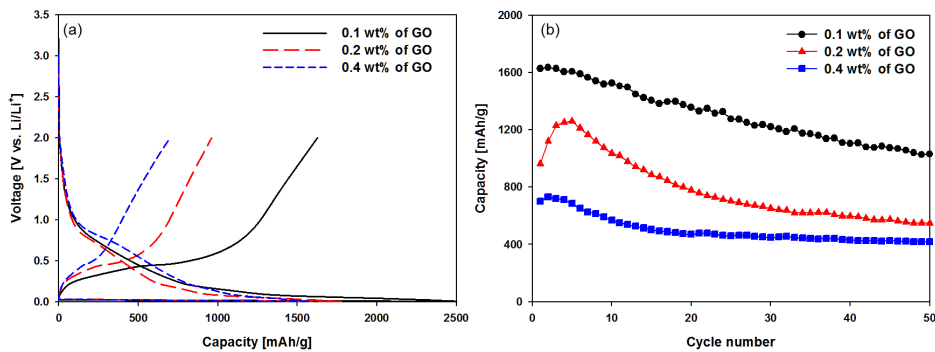 (a)
0.1 wt% of GO
0.2 wt% of GO
0.4 wt% of GO
Voltage [V vs. Li/Li+]
3.5
3.0
2.5
2.0
1.5
1.0
0.5
0.0
0 500 1000 1500 2000 2500
Capacity [mAh/g]
(b)
0.1 wt% of GO
0.2 wt% of GO
0.4 wt% of GO
Capacity [mAh/g]
2000
1600
1200
800
400
0
0 10 20 30 40 50
Cycle number